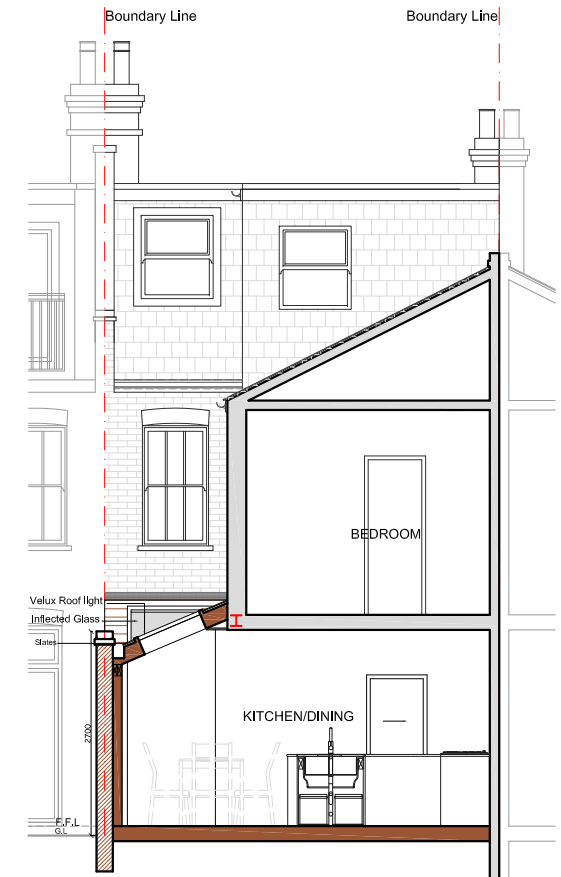 Boundary Line
Boundary Line
BEDROOM
Velux Roof light
Inflected Glass
Slates
KITCHEN/DINING
2700
F.F.L
G.L